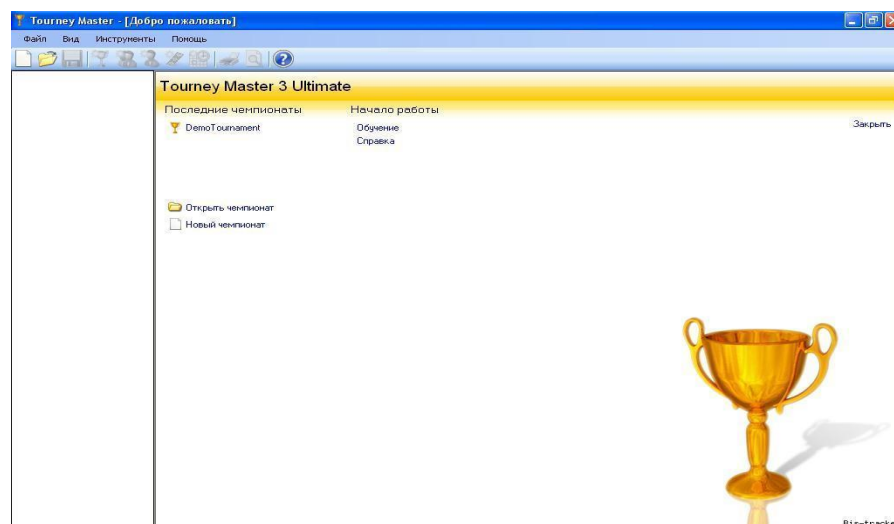 Tourney Master - [Добро пожаловать]
Файл Вид Инструменты Помощь
Tourney Master 3 Ultimate
Последние чемпионаты Начало работы
DemoTournament Обучение Закрыть
Справка
Открыть чемпионат
Новый чемпионат